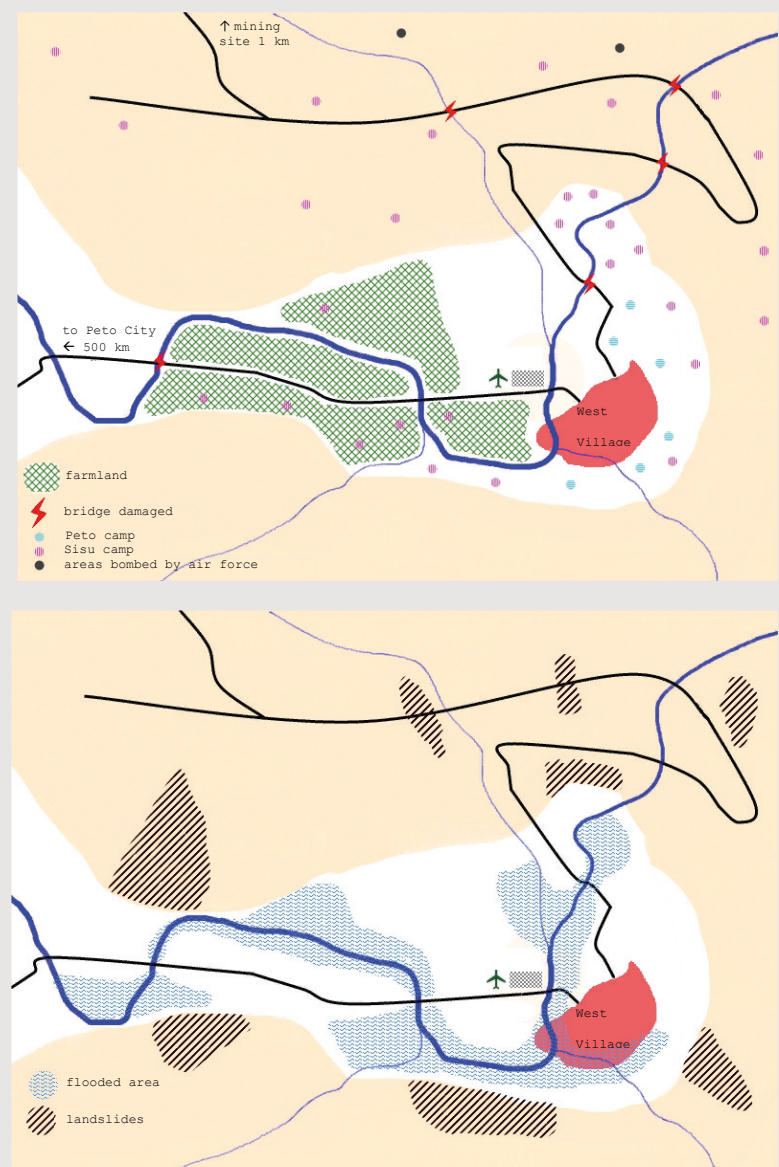 ↑ mining
site 1 km
to Peto City
← 500 km
West
Village
farmland
bridge damaged
Peto camp
Sisu camp
areas bombed by air force
West
Village
flooded area
landslides